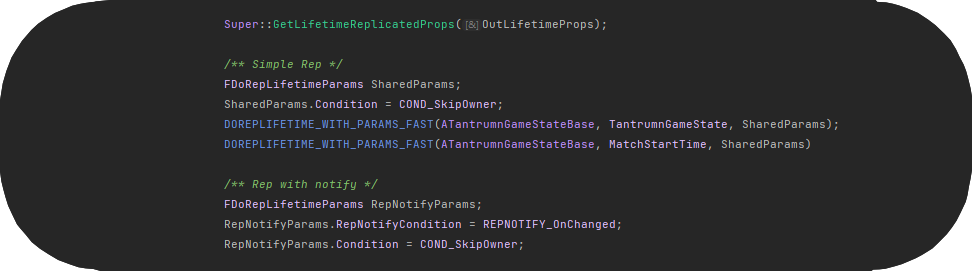 Super::GetLifetimeReplicatedProps([&]OutLifetimeProps);
/** Simple Rep */
FDoRepLifetimeParams SharedParams;
SharedParams.Condition = COND_SkipOwner;
DOREPLIFETIME_WITH_PARAMS_FAST(ATantrumnGameStateBase, TantrumnGameState, SharedParams);
DOREPLIFETIME_WITH_PARAMS_FAST(ATantrumnGameStateBase, MatchStartTime, SharedParams)
/** Rep with notify */
FDoRepLifetimeParams RepNotifyParams;
RepNotifyParams.RepNotifyCondition = REPNOTIFY_OnChanged;
RepNotifyParams.Condition = COND_SkipOwner;